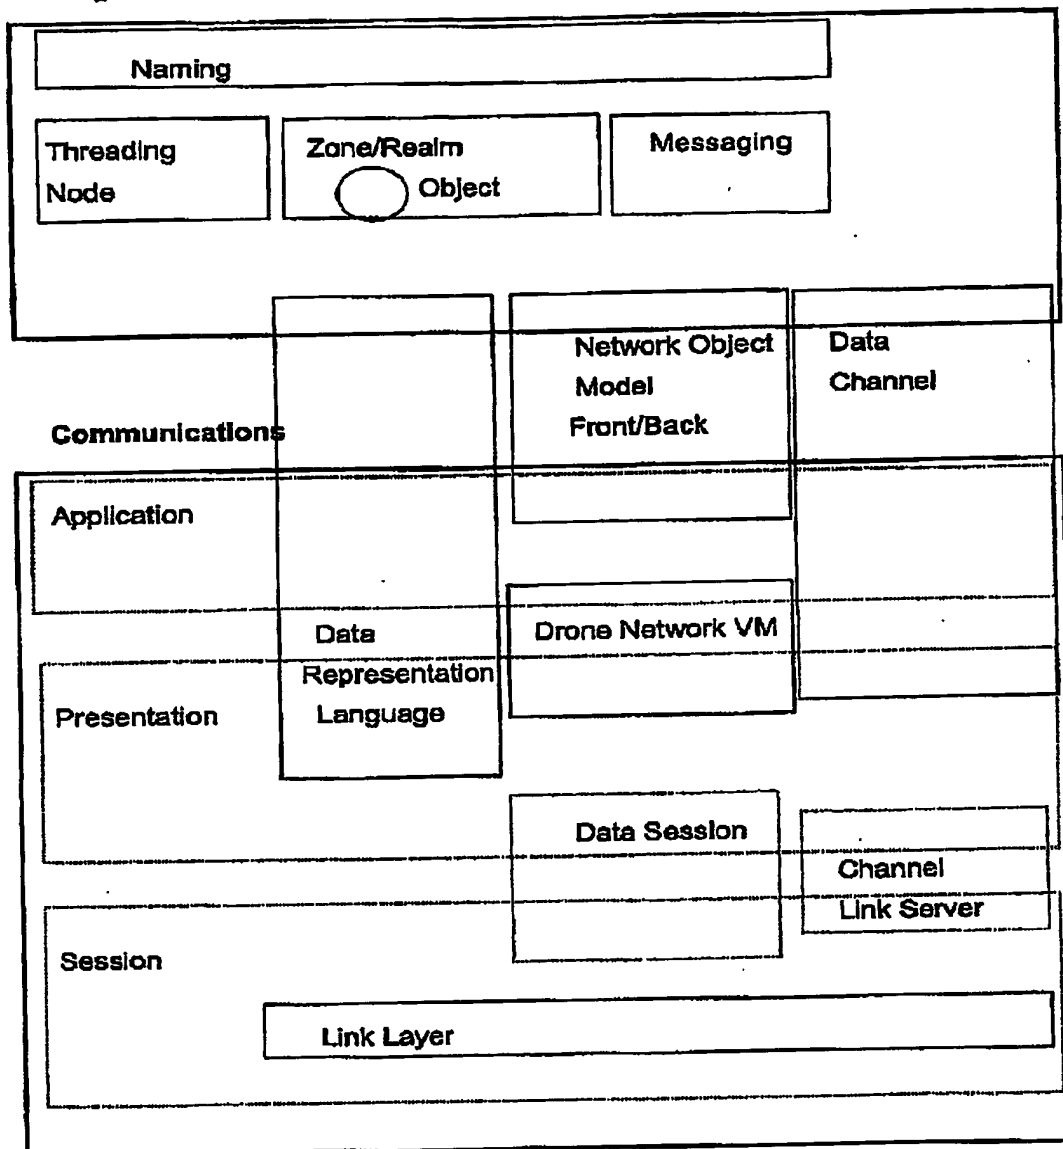 Naming
Threading
Node
Zone/Realm
Object
Messaging
Network Object
Model
Front/Back
Data
Channel
Communications
Application
Data
Representation
Language
Drone Network VM
Presentation
Data Session
Channel
Link Server
Session
Link Layer